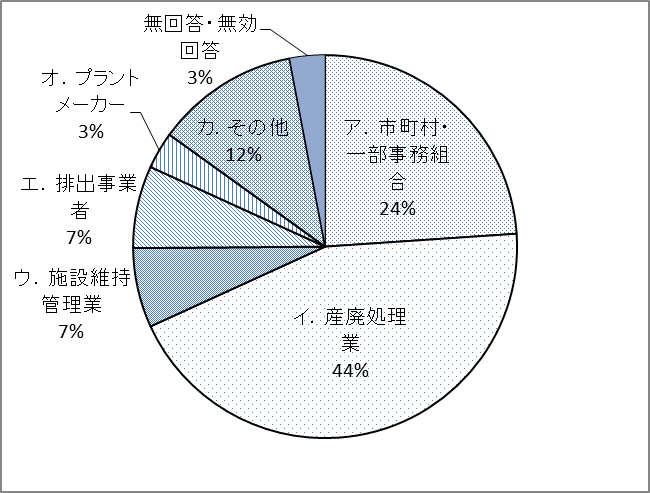 無回答・無効
回答
3%
オ．プラント
メーカー
3%
カ．その他
12%
ア．市町村・
一部事務組
合
24%
エ．排出事業
者
7%
ウ．施設維持
管理業
7%
イ．産廃処理
業
44%